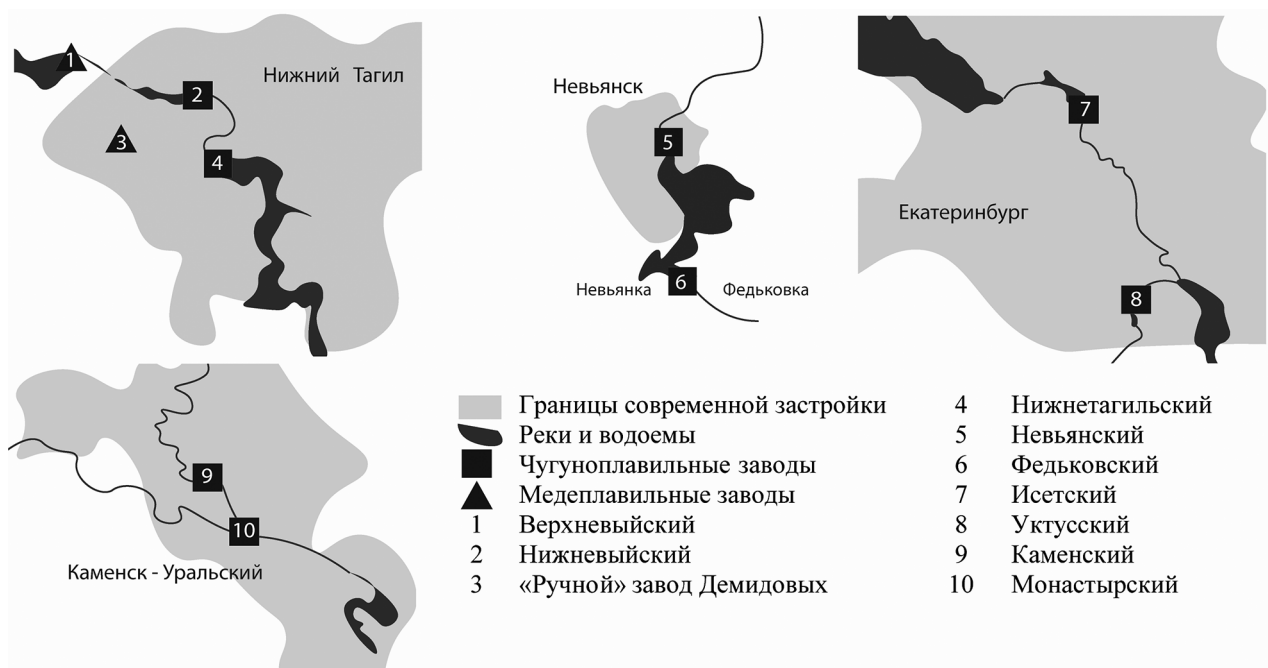 Нижний Тагил
1
2
3
4
Невьянск
5
6
Невьянка
Федьковка
7
Екатеринбург
8
9
10
Каменск - Уральский
Границы современной застройки
Реки и водоемы
Чугуноплавильные заводы
Медеплавильные заводы
1 Верхневыйский
2 Нижневыйский
3 «Ручной» завод Демидовых
4 Нижнетагильский
5 Невьянский
6 Федьковский
7 Исетский
8 Уктусский
9 Каменский
10 Монастырский